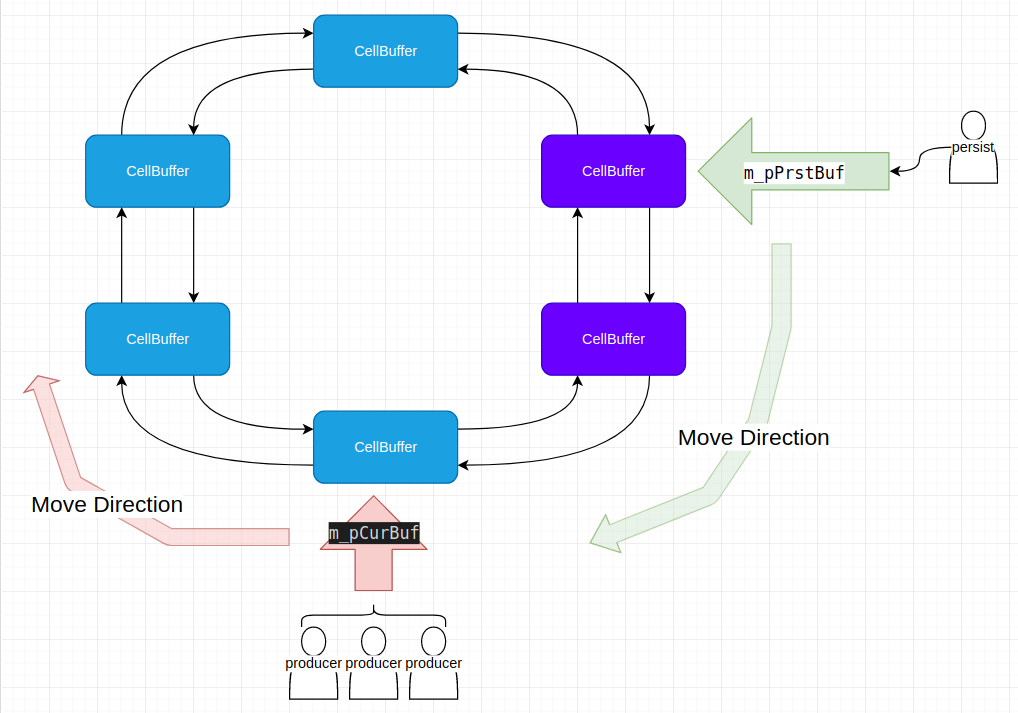 CellBuffer
CellBuffer
CellBuffer
m_pPrstBuf
persist
CellBuffer
CellBuffer
CellBuffer
Move Direction
Move Direction
m_pCurBuf
producer producer producer